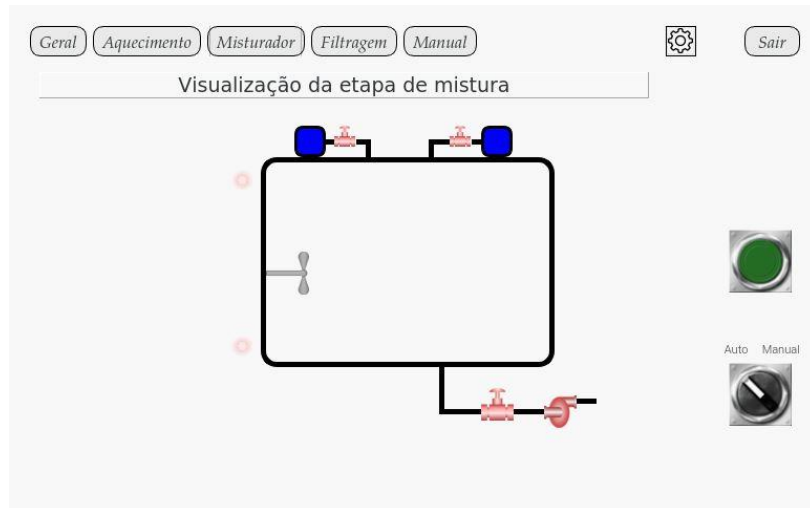 Geral Aquecimento Misturador Filtragem Manual Sair
Visualização da etapa de mistura
Auto Manual